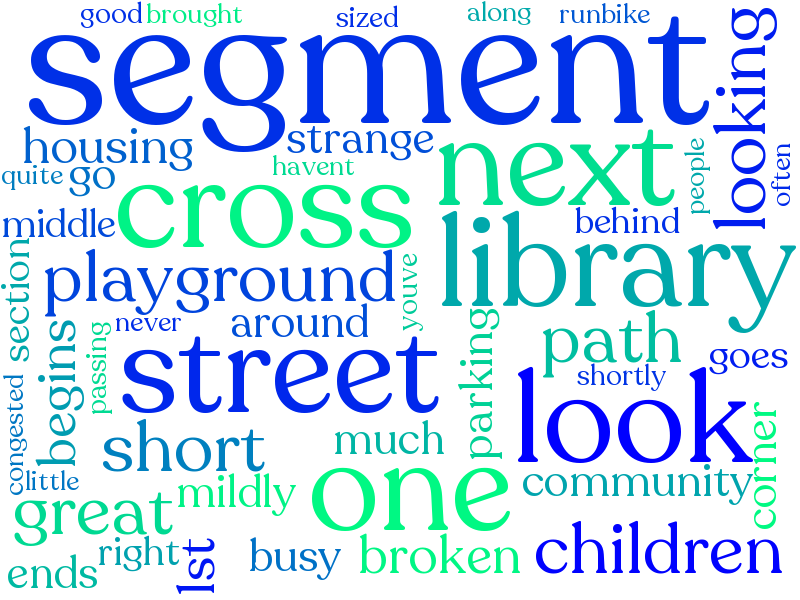 good brought sized along runbike
segment
looking
housing strange next people often
quite go havent
cross
middle behind
library
section playground youve
never around
passing street parking path goes
begins shortly
look
congested short much
little one community corner
great mildly
right lst busy broken children
ends